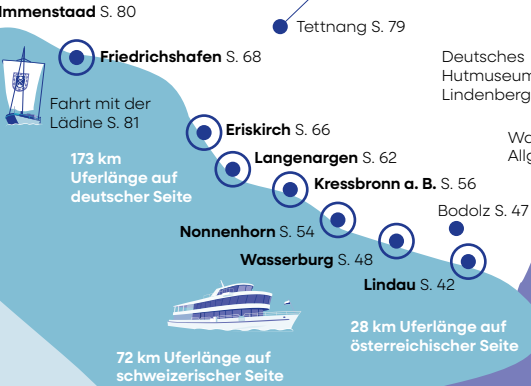 Immenstaad S. 80
Tettnang S. 79
Friedrichshafen S. 68
Deutsches
Hutmuseum
Lindenberg
Fahrt mit der
Lädine S. 81
Eriskirch S. 66
173 km
Uferlänge auf
deutscher Seite
Langenargen S. 62
Kressbronn a. B. S. 56
Bodolz S. 47
Nonnenhorn S. 54
Wasserburg S. 48
Lindau S. 42
28 km Uferlänge auf
österreichischer Seite
72 km Uferlänge auf
schweizerischer Seite